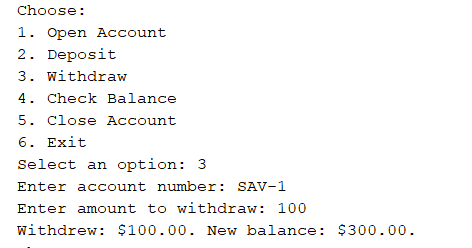 Choose:
1. Open Account
2. Deposit
3. Withdraw
4. Check Balance
5. Close Account
6. Exit
Select an option: 3
Enter account number: SAV-1
Enter amount to withdraw: 100
Withdrew: $100.00. New balance: $300.00.